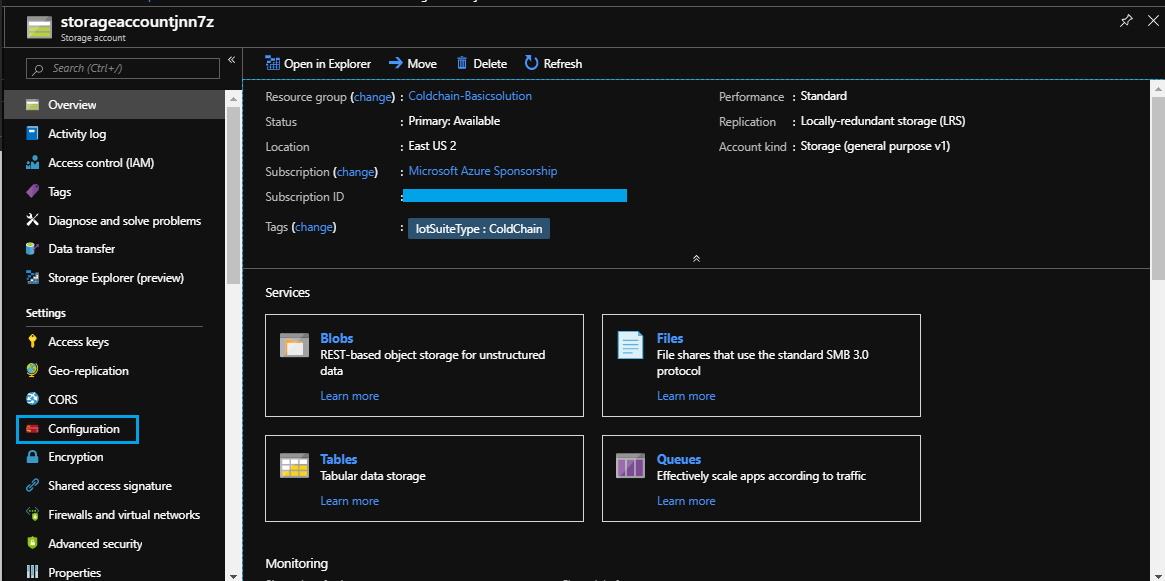 storageaccountjnn7z
Storage account
Search (Ctrl+/)
«
Overview
Activity log
Access control (IAM)
Tags
Diagnose and solve problems
Data transfer
Storage Explorer (preview)
Settings
Access keys
Geo-replication
CORS
Configuration
Encryption
Shared access signature
Firewalls and virtual networks
Advanced security
Properties
Open in Explorer Move Delete Refresh
Resource group (change) : Coldchain-Basicsolution
Status : Primary: Available
Location : East US 2
Subscription (change) : Microsoft Azure Sponsorship
Subscription ID :
Tags (change) : IotSuiteType : ColdChain
Performance : Standard
Replication : Locally-redundant storage (LRS)
Account kind : Storage (general purpose v1)
Services
Blobs
REST-based object storage for unstructured
data
Learn more
Files
File shares that use the standard SMB 3.0
protocol
Learn more
Tables
Tabular data storage
Learn more
Queues
Effectively scale apps according to traffic
Learn more
Monitoring